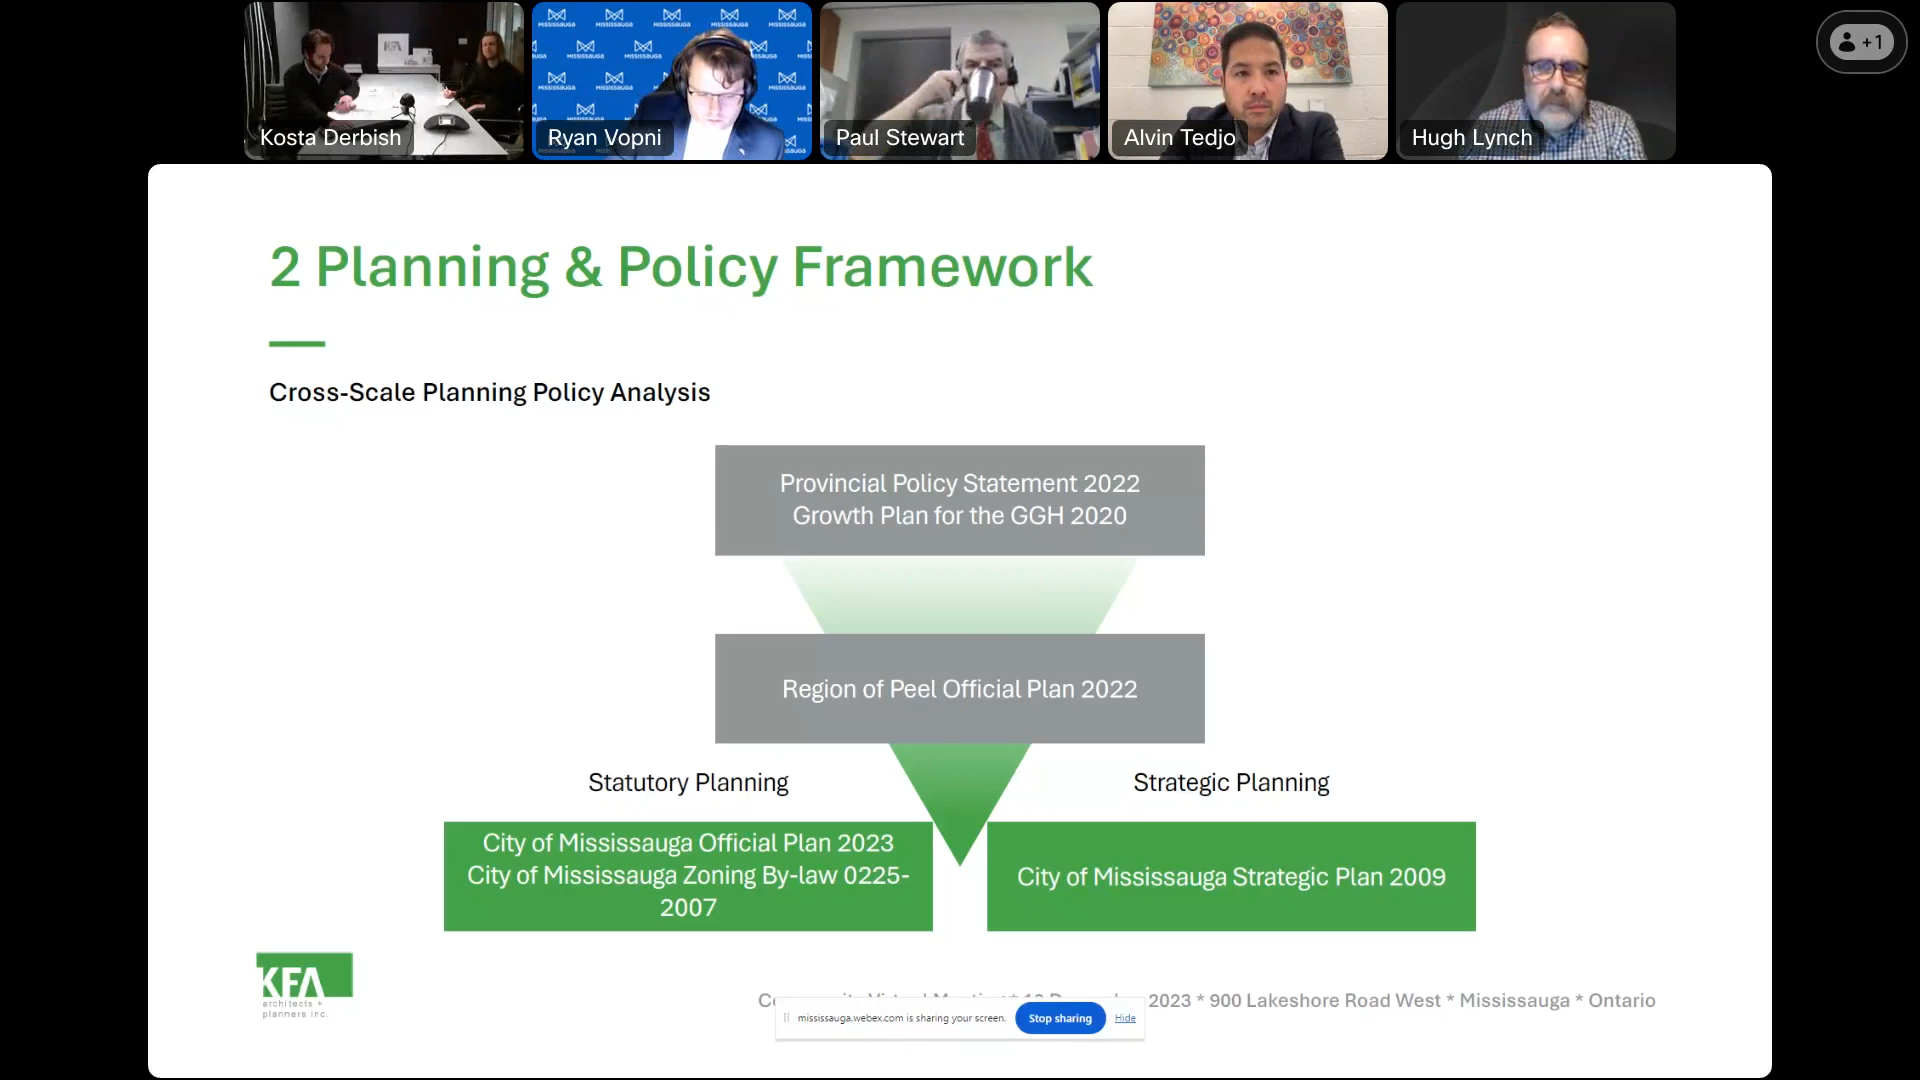 Kosta Derbish
Ryan Vopni
Paul Stewart
Alvin Tedjo
Hugh Lynch
+1
2 Planning & Policy Framework
Cross-Scale Planning Policy Analysis
Provincial Policy Statement 2022
Growth Plan for the GGH 2020
Region of Peel Official Plan 2022
Statutory Planning
Strategic Planning
City of Mississauga Official Plan 2023
City of Mississauga Zoning By-law 0225-
2007
City of Mississauga Strategic Plan 2009
KFA
architects +
planners inc.
2023 * 900 Lakeshore Road West * Mississauga * Ontario
mississauga.webex.com is sharing your screen.
Stop sharing
Hide